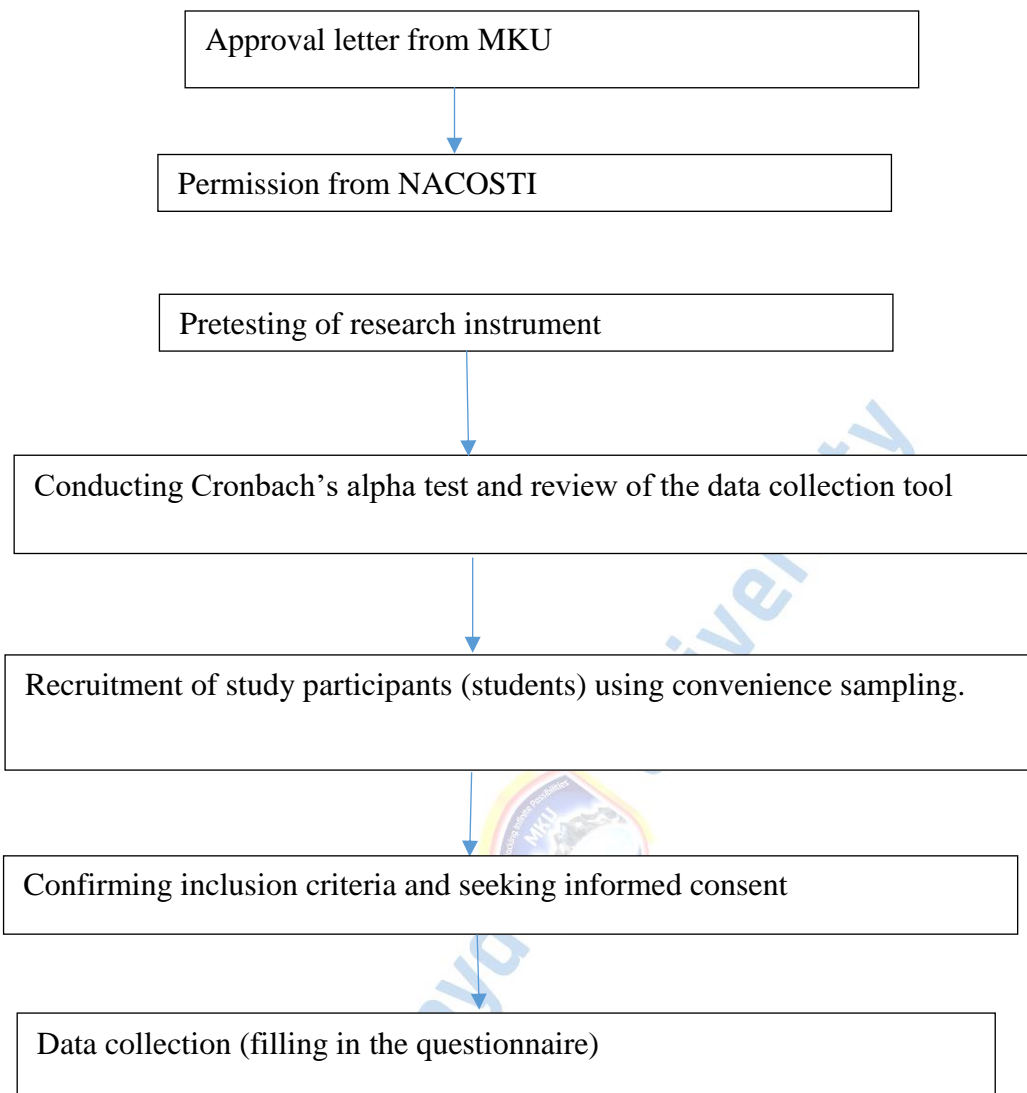 Approval letter from MKU
Permission from NACOSTI
Pretesting of research instrument
Conducting Cronbach’s alpha test and review of the data collection tool
Recruitment of study participants (students) using convenience sampling.
Confirming inclusion criteria and seeking informed consent
MKU
Data collection (filling in the questionnaire)